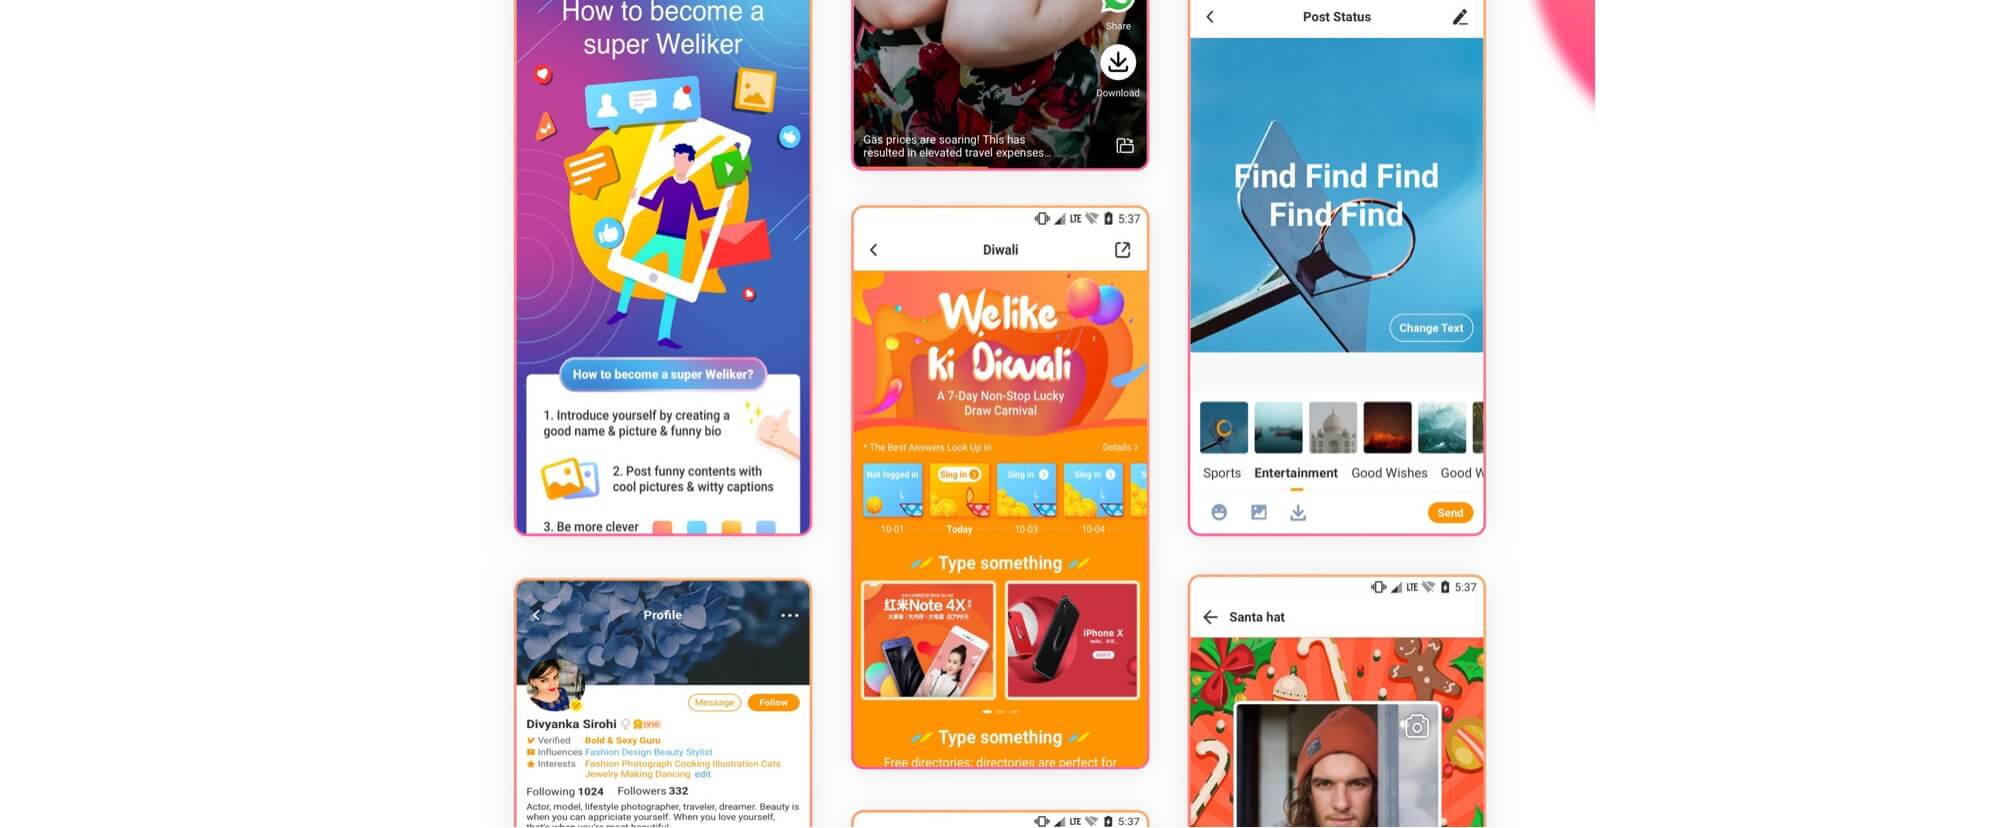 How to become a
super Weliker
How to become a super Weliker?
1. Introduce yourself by creating a
good name & picture & funny bio
2. Post funny contents with
cool pictures & witty captions
3. Be more clever
Profile
Message
Follow
Divyanka Sirohi
LV10
Verified Bold & Sexy Guru
Influences Fashion Design Beauty Stylist
Interests Fashion Photograph Cooking Illustration Cats
Jewelry Making Dancing edit
Following 1024 Followers 332
Actor, model, lifestyle photographer, traveler, dreamer. Beauty is
when you can appriciate yourself. When you love yourself,
that's when you're most beautiful
Share
Download
Gas prices are soaring! This has
resulted in elevated travel expenses...
LTE 5:37
Diwali
Welike
ki Diwali
A 7-Day Non-Stop Lucky
Draw Carnival
* The Best Answers Look Up In Details >
Not logged in
Sing in
Sing in
Sing in
S
10-01 Today 10-03 10-04
Type something
红米Note 4X
iPhone X
Type something
Free directories: directories are perfect for
LTE 5:37
Post Status
Find Find Find
Find Find
Change Text
Sports Entertainment Good Wishes Good W
Send
LTE 5:37
Santa hat